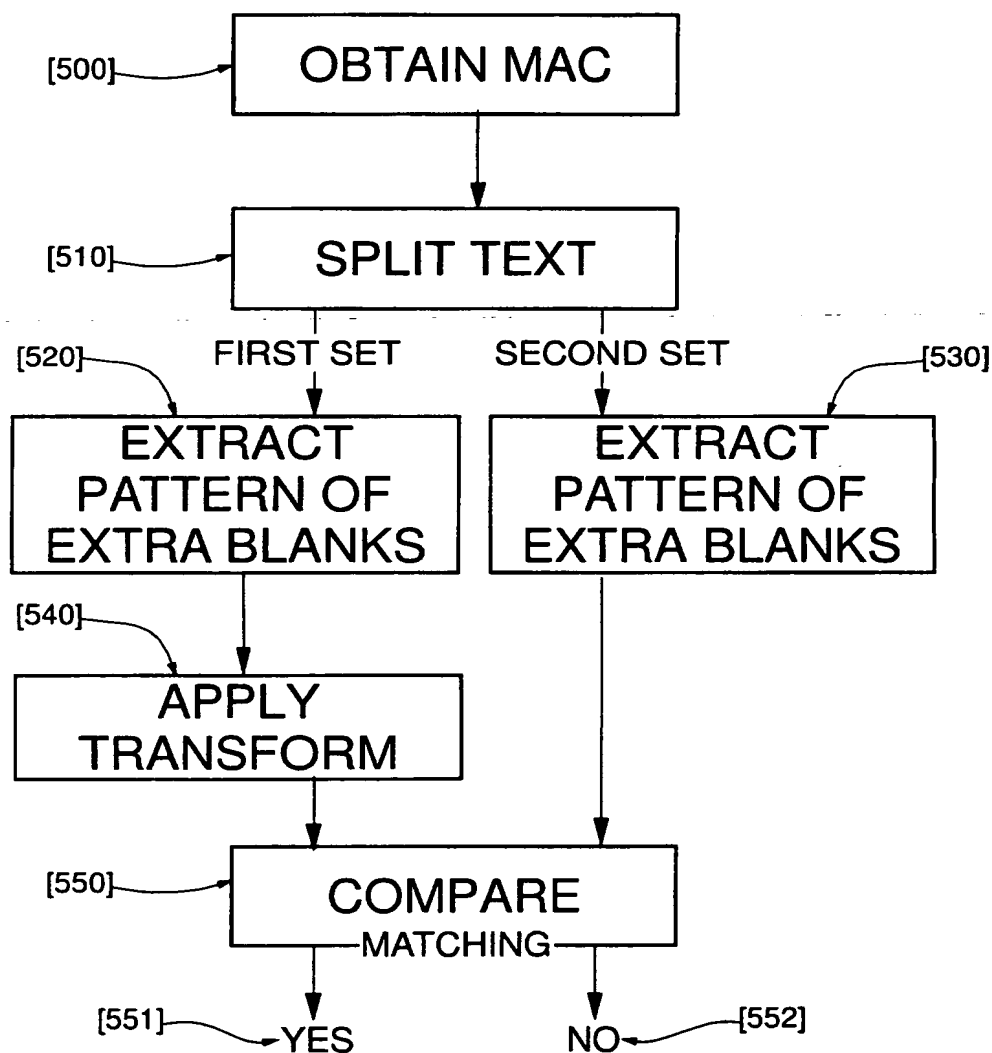 [500]
OBTAIN MAC
[510]
SPLIT TEXT
FIRST SET
SECOND SET
[520]
[530]
EXTRACT
PATTERN OF
EXTRA BLANKS
EXTRACT
PATTERN OF
EXTRA BLANKS
[540]
APPLY
TRANSFORM
[550]
COMPARE
MATCHING
[551]
YES
NO
[552]